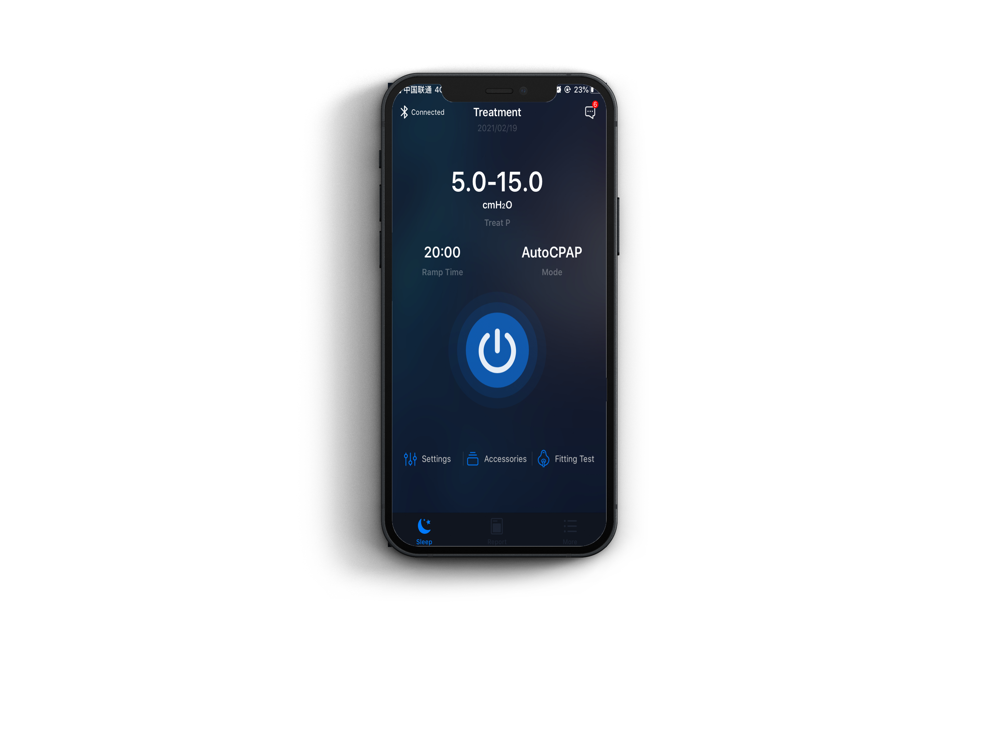 中国联通 4G 23%
Connected Treatment 6
2021/02/19
5.0-15.0
cmH₂O
Treat P
20:00 AutoCPAP
Ramp Time Mode
Settings Accessories Fitting Test
Sleep Report More